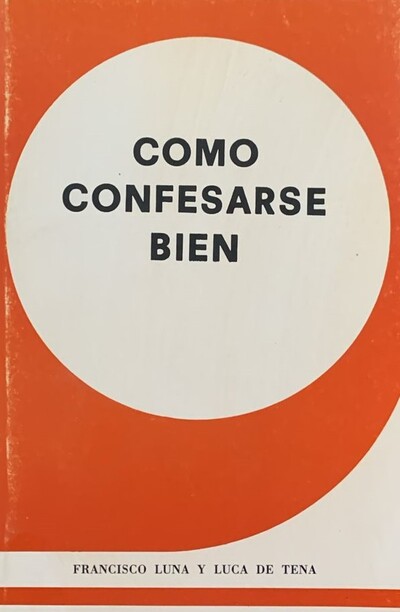 COMO
CONFESARSE
BIEN
FRANCISCO LUNA Y LUCA DE TENA